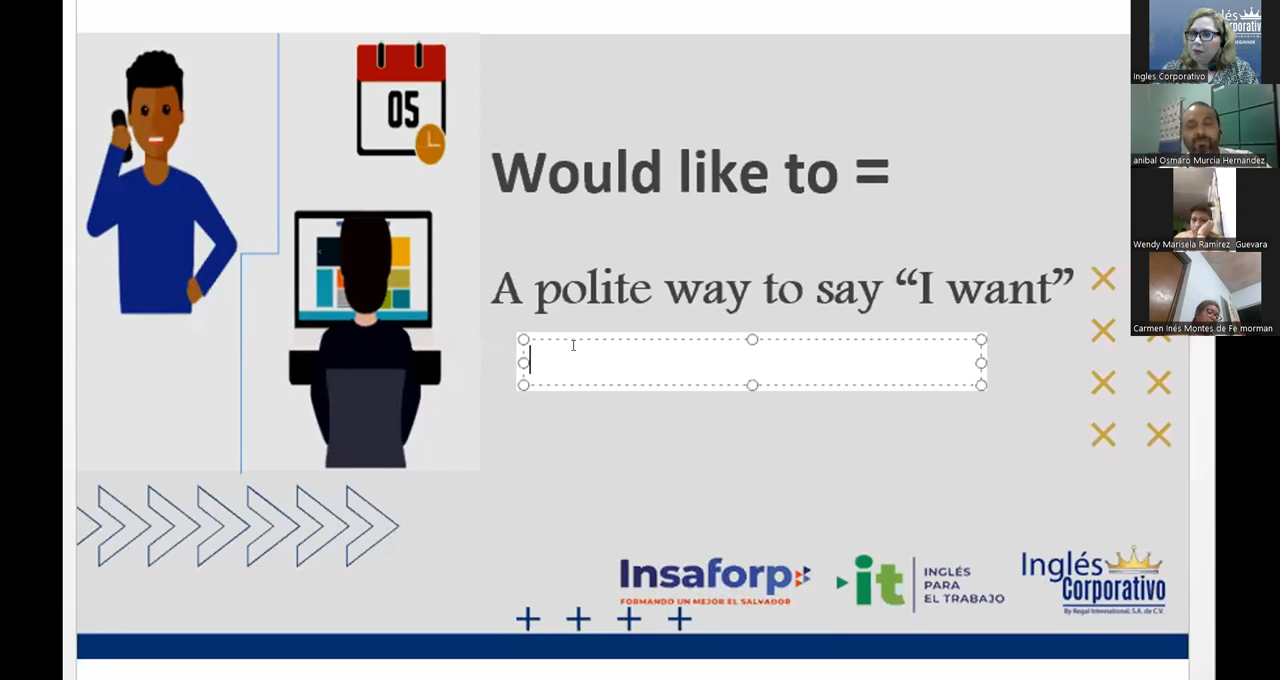 05
Would like to =
A polite way to say “I want”
Insaforp
FORMANDO UN MEJOR EL SALVADOR
it
INGLÉS
PARA
EL TRABAJO
Inglés
Corporativo
By Regal International, S.A. de C.V.
Ingles Corporativo
anibal Osmaro Murcia Hernandez
Wendy Marisela Ramírez Guevara
Carmen Inés Montes de Fe morman